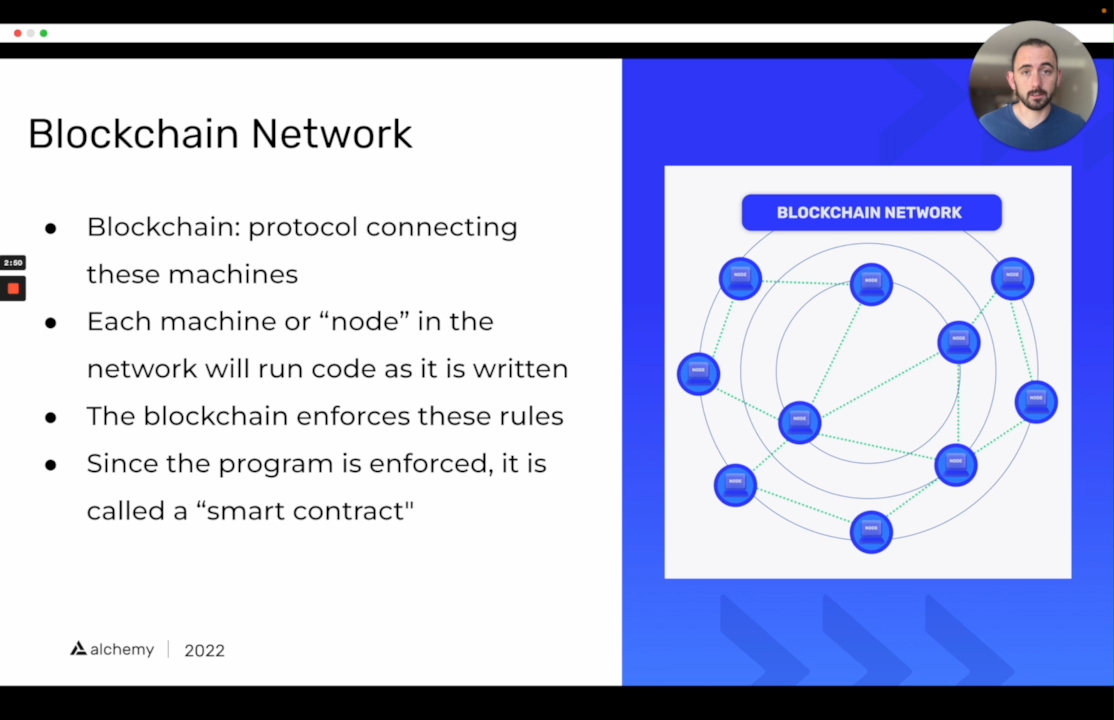 Blockchain Network
● Blockchain: protocol connecting
these machines
● Each machine or “node” in the
network will run code as it is written
● The blockchain enforces these rules
● Since the program is enforced, it is
called a “smart contract"
2:50
alchemy | 2022
BLOCKCHAIN NETWORK
NODE
NODE
NODE
NODE
NODE
NODE
NODE
NODE
NODE
NODE